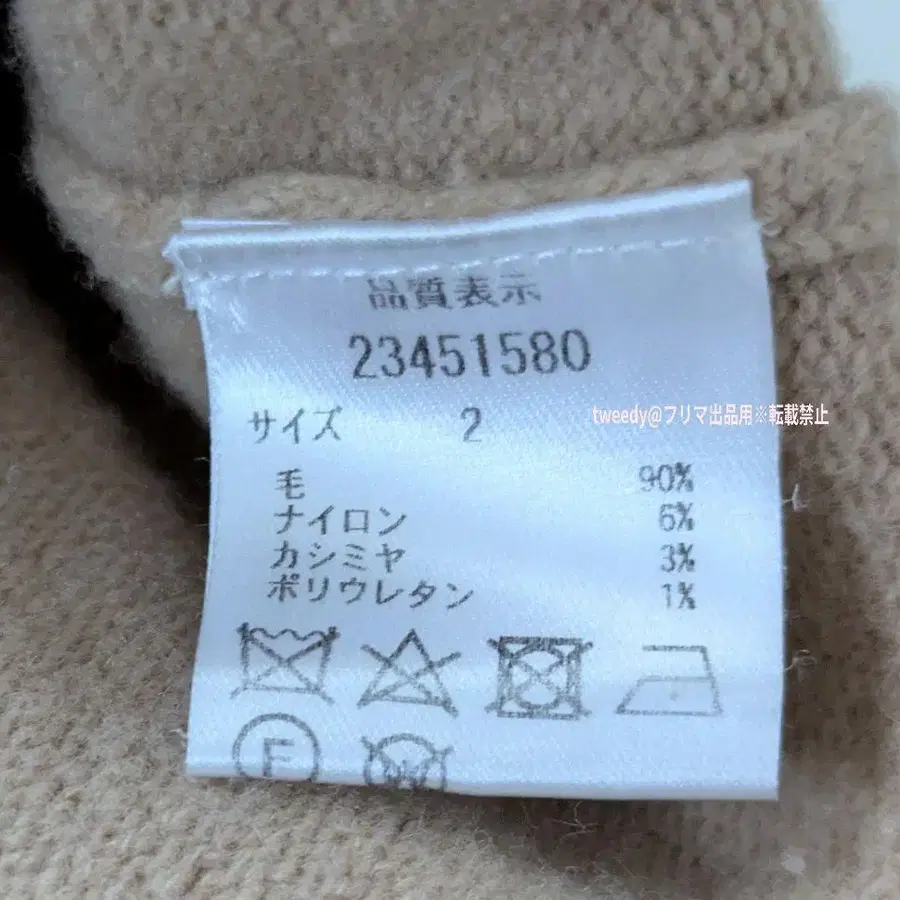 品質表示
23451580
サイズ 2
tweedy@フリマ出品用※転載禁止
毛 90%
ナイロン 6%
カシミヤ 3%
ポリウレタン 1%
F
W